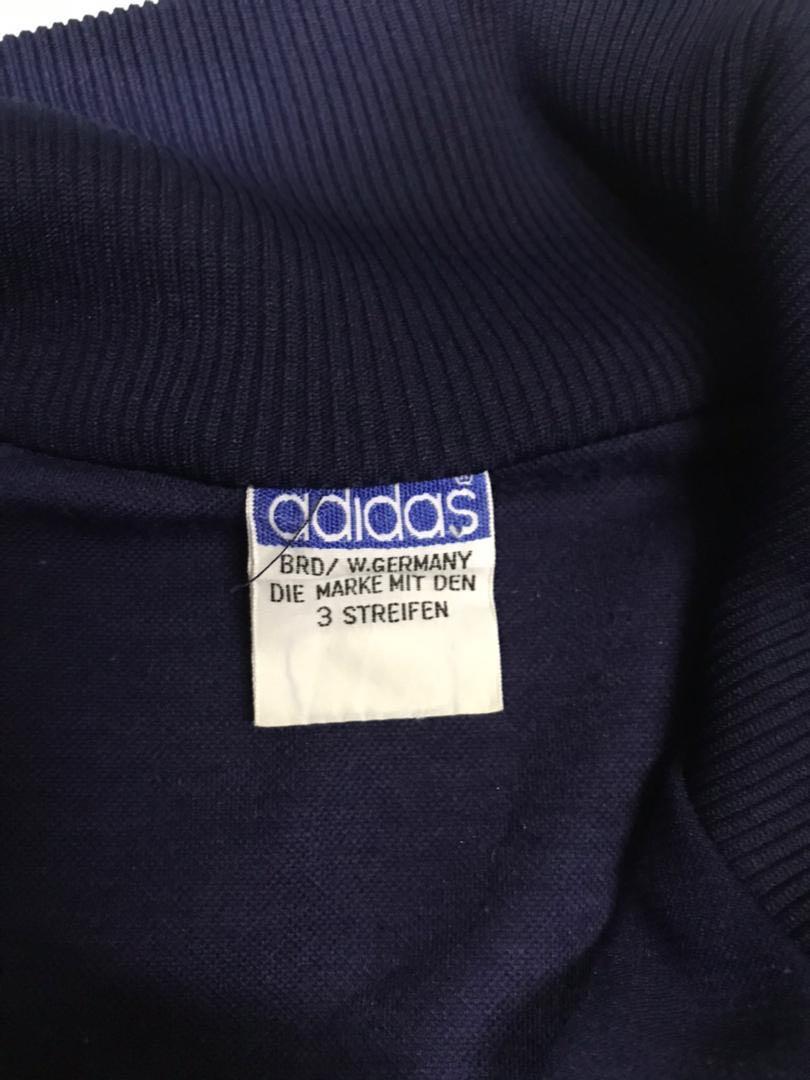 adidas®
BRD/ W.GERMANY
DIE MARKE MIT DEN
3 STREIFEN